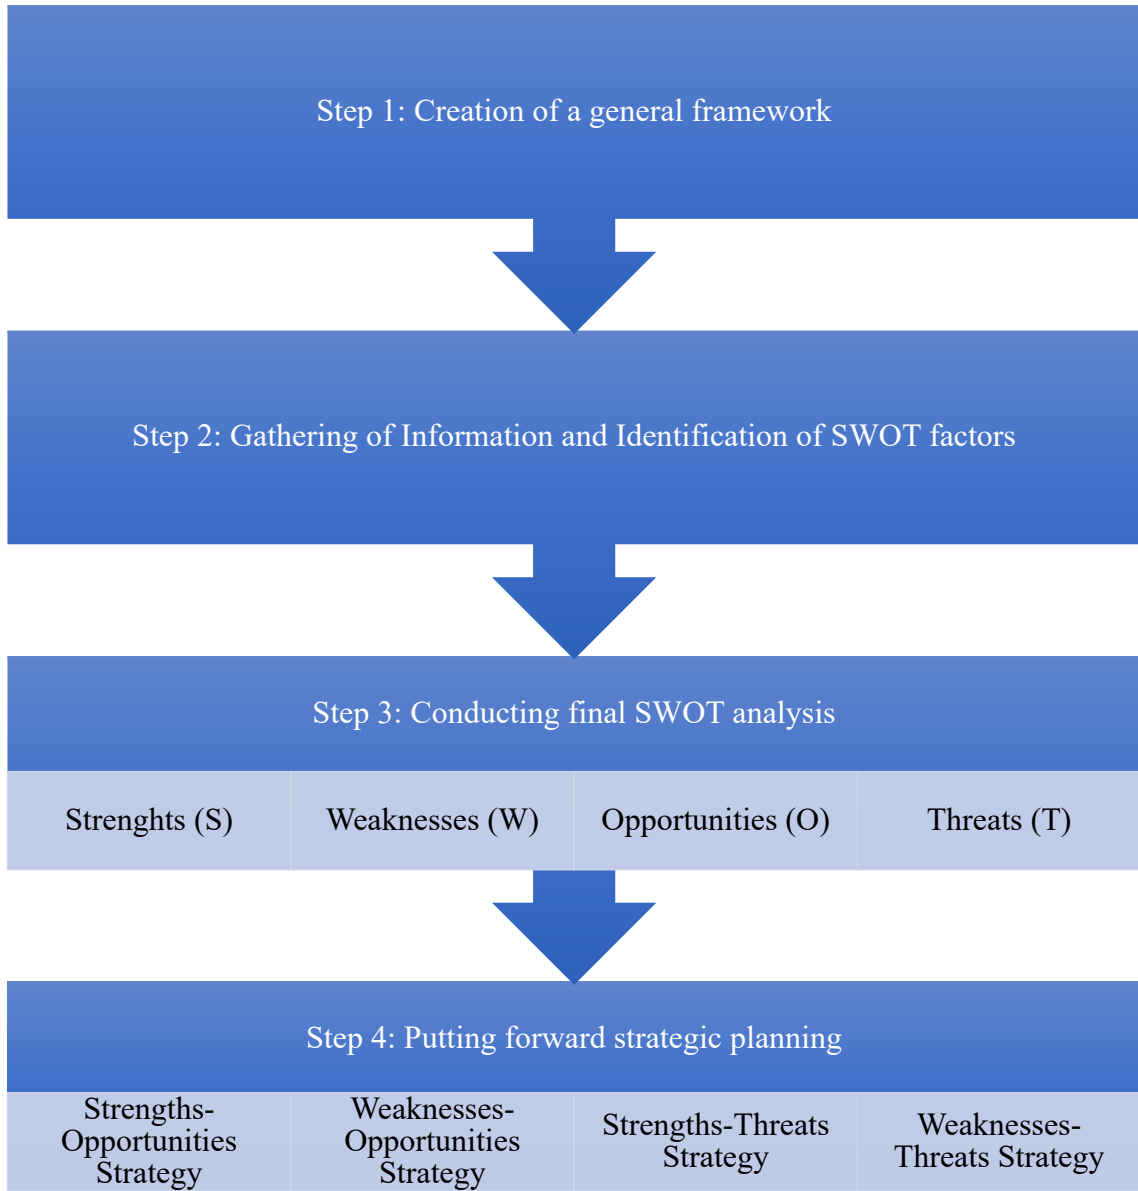 Step 1: Creation of a general framework
Step 2: Gathering of Information and Identification of SWOT factors
Step 3: Conducting final SWOT analysis
Strenghts (S)
Weaknesses (W)
Opportunities (O)
Threats (T)
Step 4: Putting forward strategic planning
Strengths-
Opportunities
Strategy
Weaknesses-
Opportunities
Strategy
Strengths-Threats
Strategy
Weaknesses-
Threats Strategy